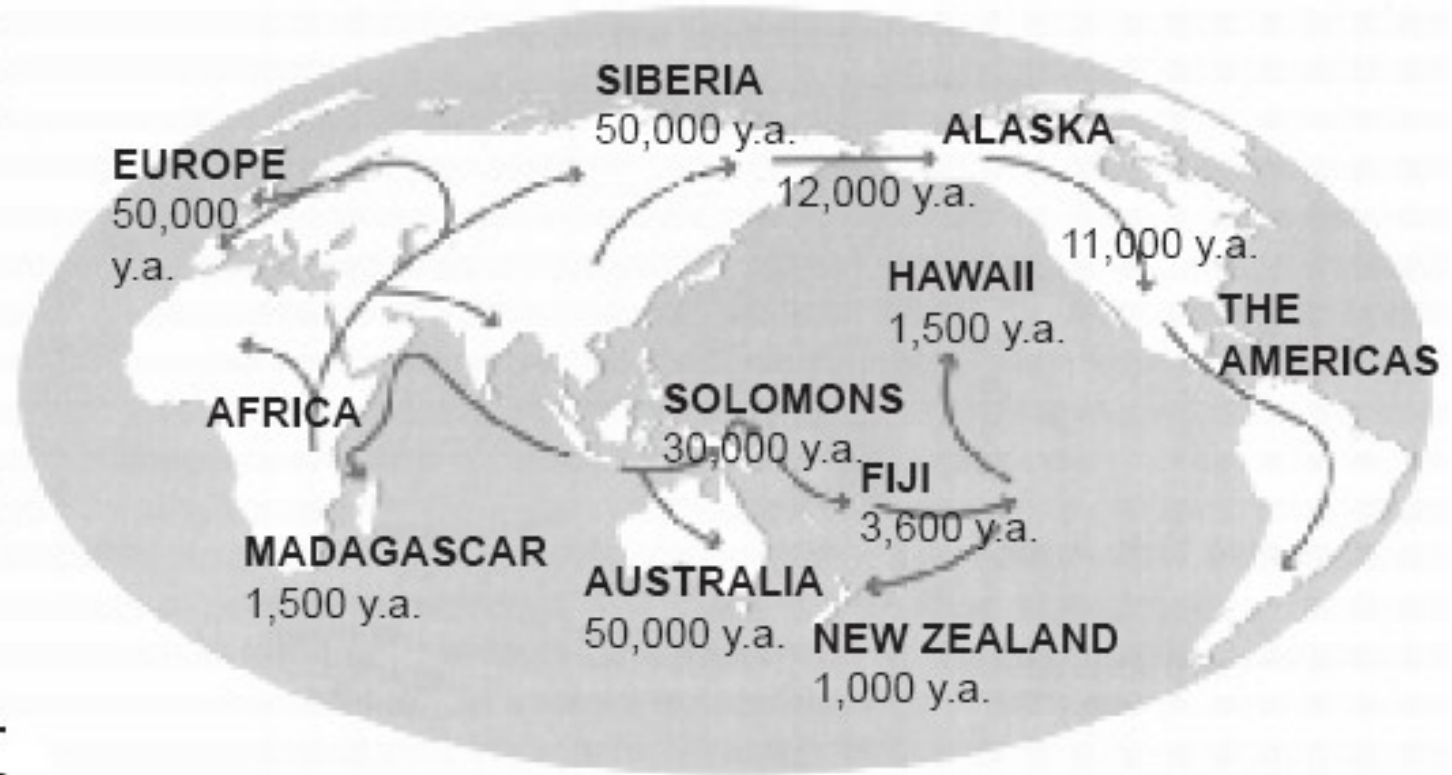 SIBERIA
50,000 y.a.
ALASKA
12,000 y.a.
EUROPE
50,000
y.a.
11,000 y.a.
HAWAII
1,500 y.a.
THE
AMERICAS
AFRICA
SOLOMONS
30,000 y.a.
FIJI
3,600 y.a.
MADAGASCAR
1,500 y.a.
AUSTRALIA
50,000 y.a.
NEW ZEALAND
1,000 y.a.